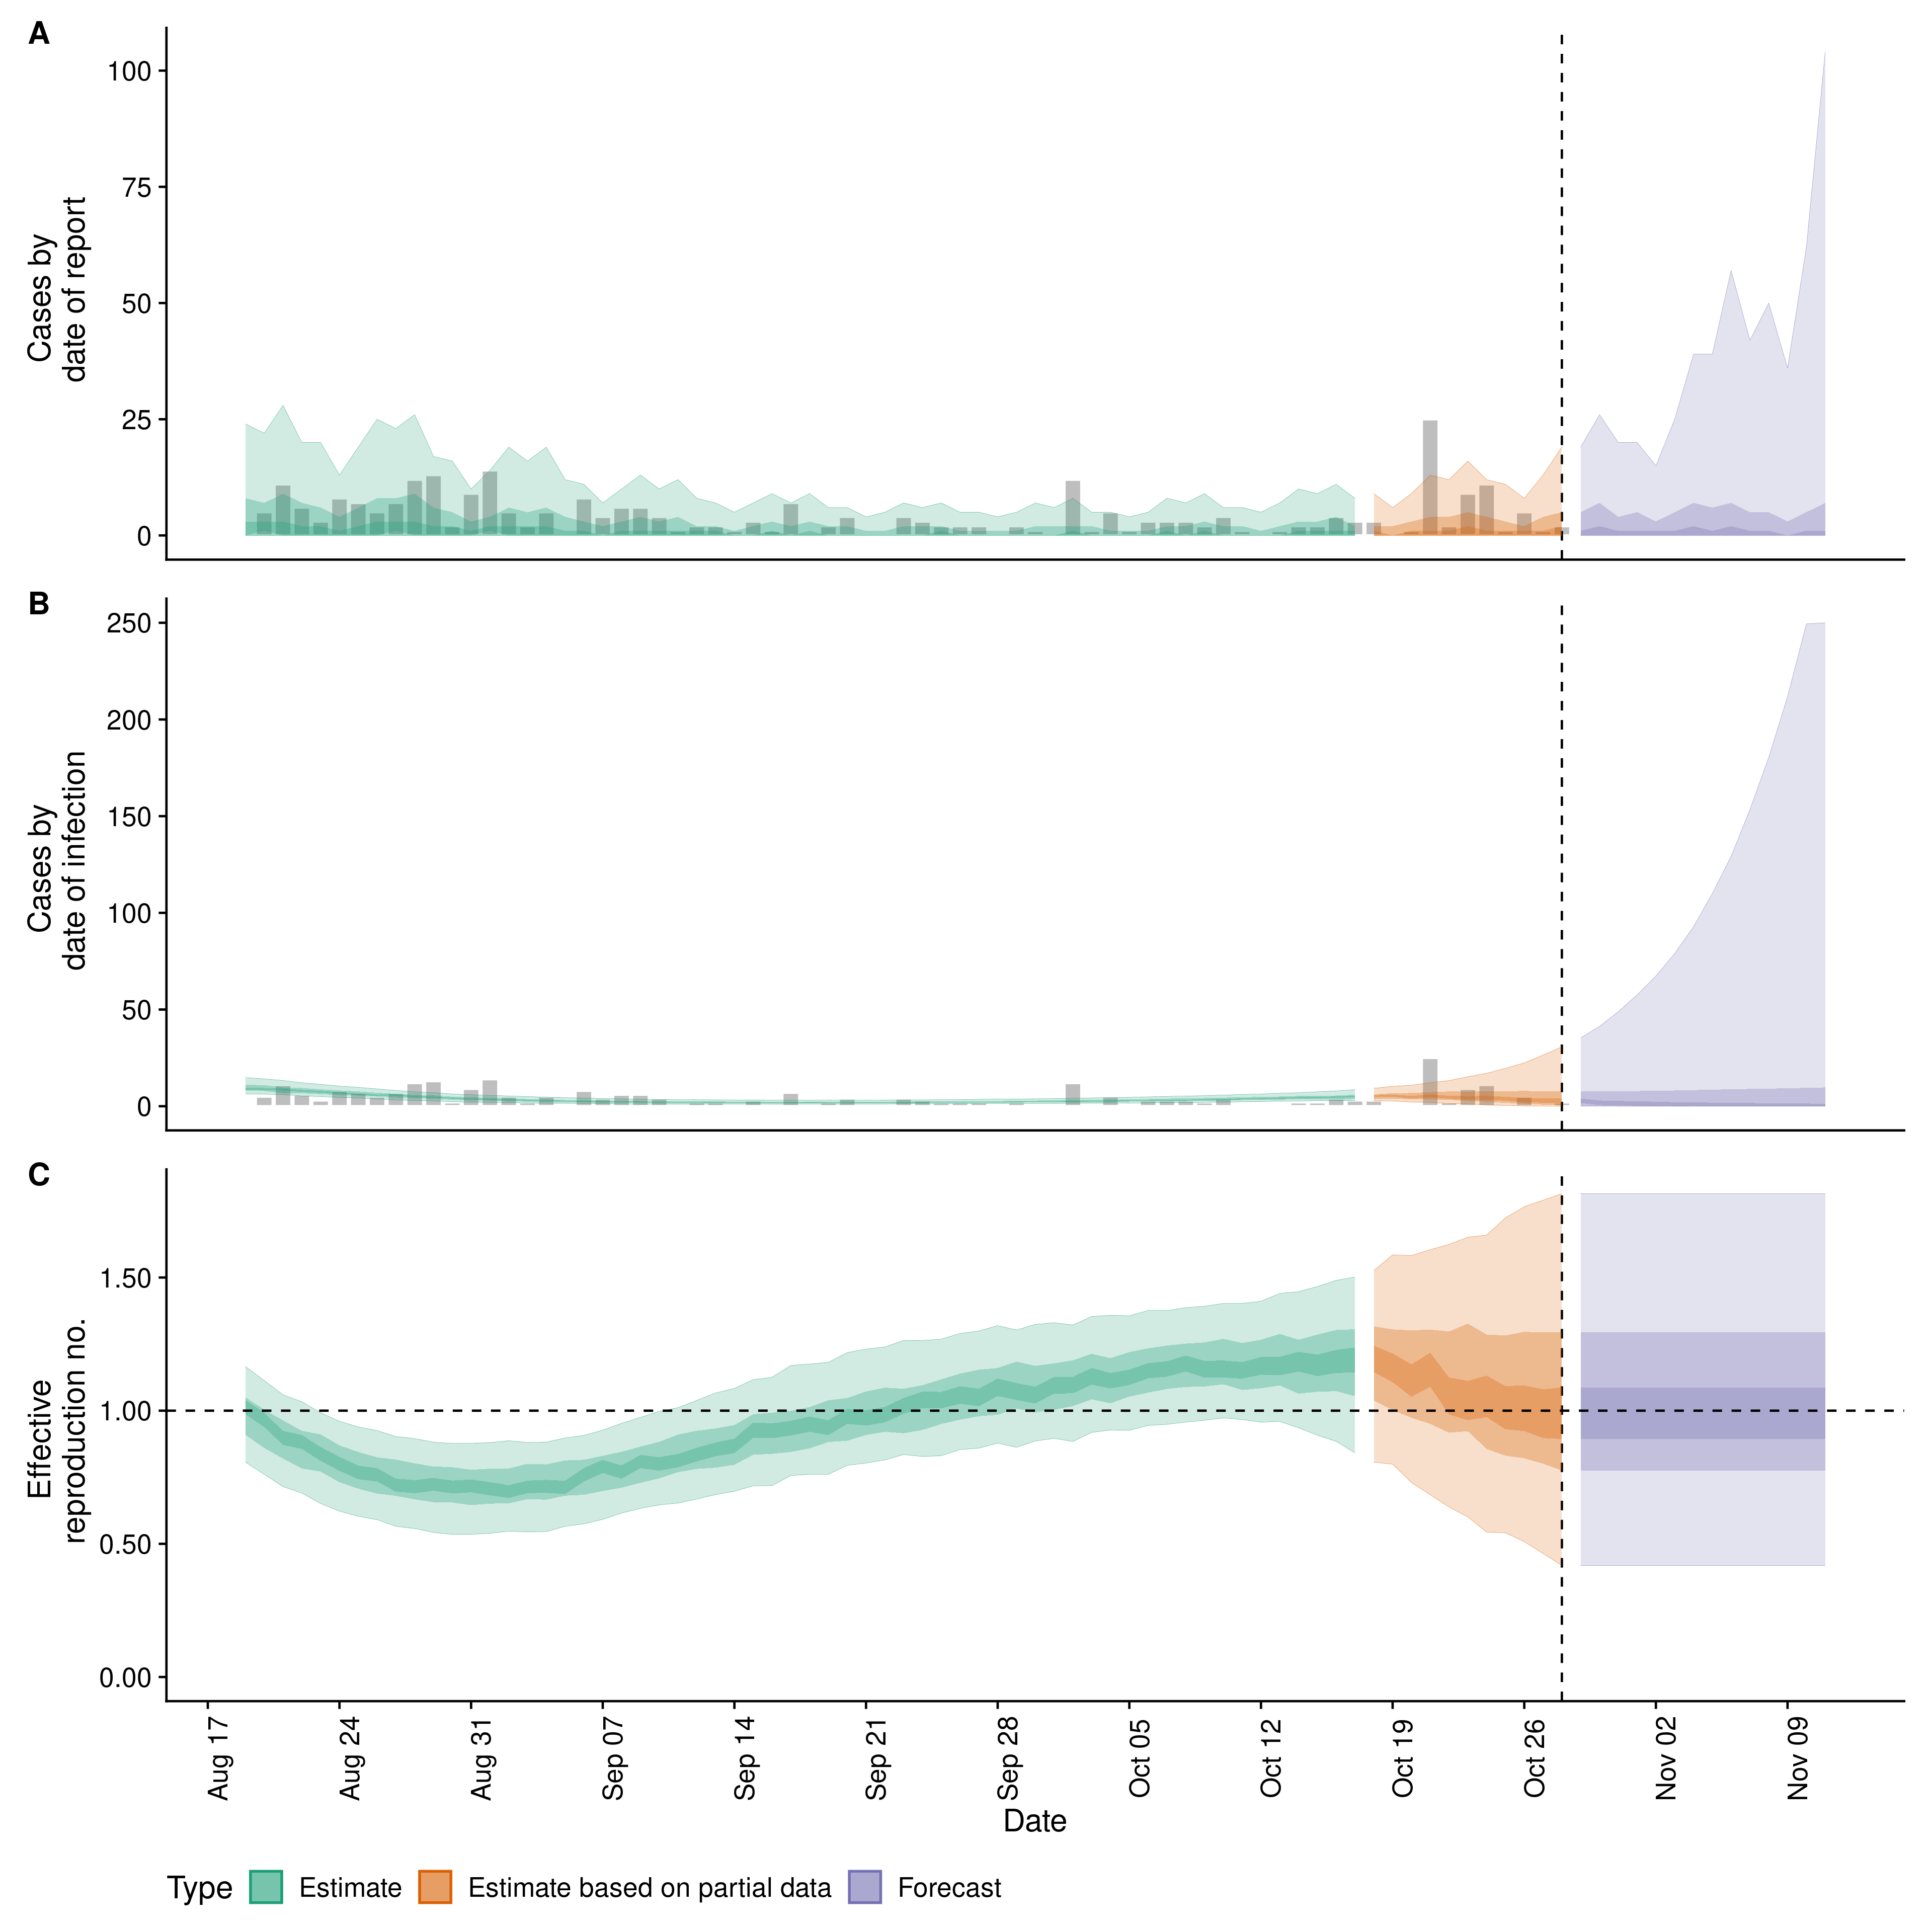 A
Cases by
date of report
100
75
50
25
0
B
Cases by
date of infection
250
200
150
100
50
0
C
Effective
reproduction no.
1.50
1.00
0.50
0.00
Aug 17
Aug 24
Aug 31
Sep 07
Sep 14
Sep 21
Sep 28
Oct 05
Oct 12
Oct 19
Oct 26
Nov 02
Nov 09
Date
Type Estimate Estimate based on partial data Forecast